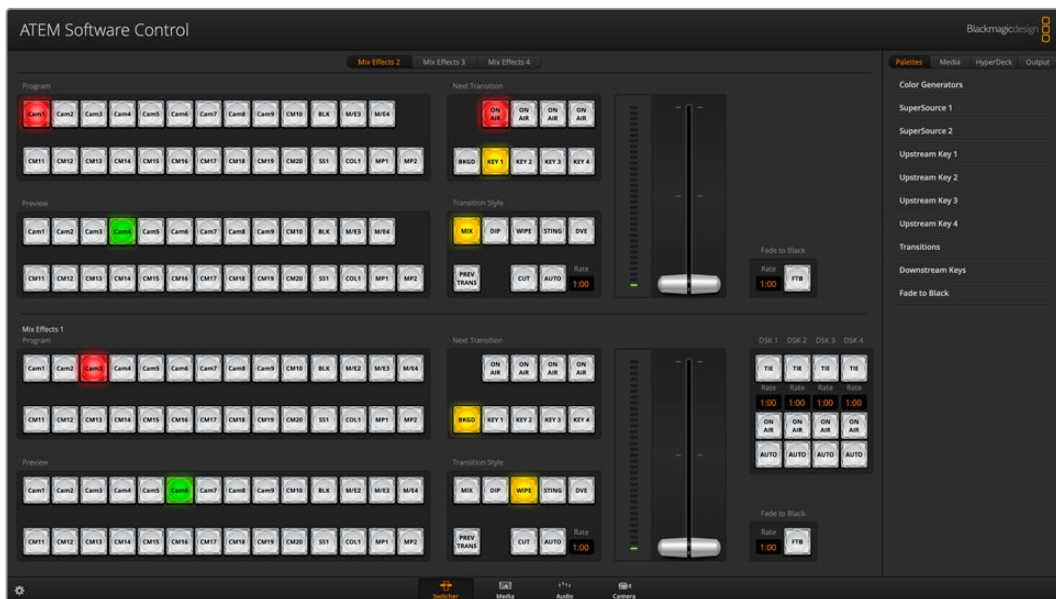 ATEM Software Control
Blackmagicdesign
Mix Effects 2 Mix Effects 3 Mix Effects 4
Palettes Media HyperDeck Output
Program
Next Transition
Color Generators
Cam1 Cam2 Cam3 Cam4 Cam5 Cam6 Cam7 Cam8 Cam9 CM10 BLK M/E3 M/E4
ON AIR ON AIR ON AIR ON AIR
SuperSource 1
SuperSource 2
CM11 CM12 CM13 CM14 CM15 CM16 CM17 CM18 CM19 CM20 SS1 COL1 MP1 MP2
BKGD KEY 1 KEY 2 KEY 3 KEY 4
Upstream Key 1
Upstream Key 2
Upstream Key 3
Preview
Transition Style
Upstream Key 4
Cam1 Cam2 Cam3 Cam4 Cam5 Cam6 Cam7 Cam8 Cam9 CM10 BLK M/E3 M/E4
MIX DIP WIPE STING DVE
Transitions
Fade to Black
Downstream Keys
CM11 CM12 CM13 CM14 CM15 CM16 CM17 CM18 CM19 CM20 SS1 COL1 MP1 MP2
PREV TRANS CUT AUTO Rate 1:00
Rate 1:00 FTB
Fade to Black
Mix Effects 1
Program
Next Transition
DSK 1 DSK 2 DSK 3 DSK 4
Cam1 Cam2 Cam3 Cam4 Cam5 Cam6 Cam7 Cam8 Cam9 CM10 BLK M/E2 M/E3 M/E4
ON AIR ON AIR ON AIR ON AIR
TIE TIE TIE TIE
Rate Rate Rate Rate
1:00 1:00 1:00 1:00
CM11 CM12 CM13 CM14 CM15 CM16 CM17 CM18 CM19 CM20 SS1 COL1 MP1 MP2
BKGD KEY 1 KEY 2 KEY 3 KEY 4
ON AIR ON AIR ON AIR ON AIR
AUTO AUTO AUTO AUTO
Preview
Transition Style
Cam1 Cam2 Cam3 Cam4 Cam5 Cam6 Cam7 Cam8 Cam9 CM10 BLK M/E2 M/E3 M/E4
MIX DIP WIPE STING DVE
Fade to Black
CM11 CM12 CM13 CM14 CM15 CM16 CM17 CM18 CM19 CM20 SS1 COL1 MP1 MP2
PREV TRANS CUT AUTO Rate 1:00
Rate 1:00 FTB
Switcher Media Audio Camera